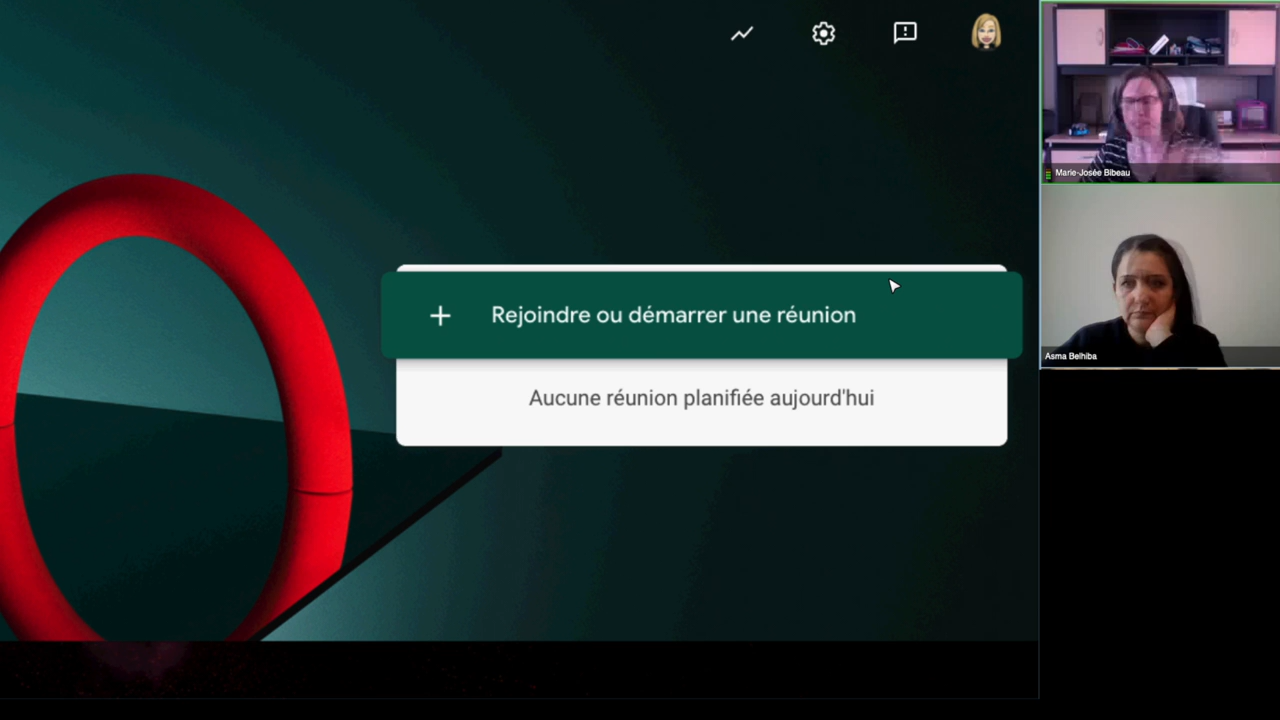 Rejoindre ou démarrer une réunion
Aucune réunion planifiée aujourd'hui
Marie-Josée Bibeau
Asma Belhiba